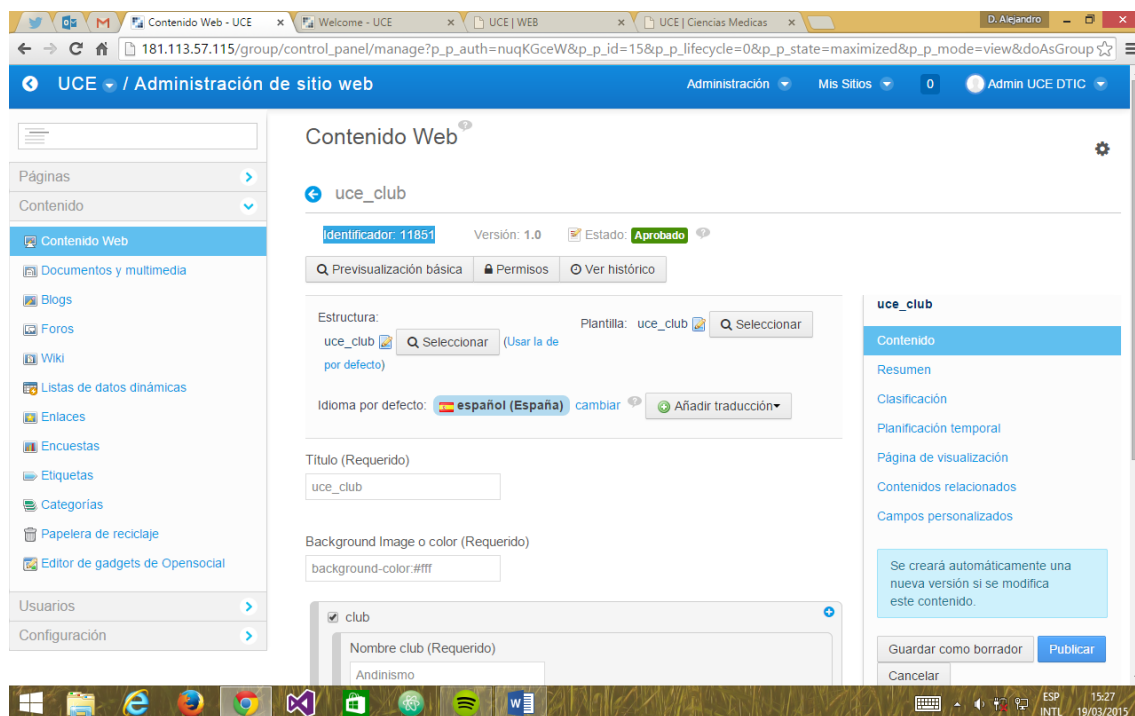 Contenido Web - UCE
Welcome - UCE
UCE | WEB
UCE | Ciencias Medicas
D. Alejandro
181.113.57.115/group/control_panel/manage?p_p_auth=nuqKGceW&p_p_id=15&p_p_lifecycle=0&p_p_state=maximized&p_p_mode=view&doAsGroup
UCE / Administración de sitio web
Administración
Mis Sitios
0
Admin UCE DTIC
Páginas
Contenido
Contenido Web
Documentos y multimedia
Blogs
Foros
Wiki
Listas de datos dinámicas
Enlaces
Encuestas
Etiquetas
Categorías
Papelera de reciclaje
Editor de gadgets de Opensocial
Usuarios
Configuración
Contenido Web
uce_club
Identificador: 11851 Versión: 1.0 Estado: Aprobado
Previsualización básica Permisos Ver histórico
Estructura:
uce_club Seleccionar (Usar la de
por defecto)
Plantilla: uce_club Seleccionar
Idioma por defecto: español (España) cambiar Añadir traducción
Título (Requerido)
uce_club
Background Image o color (Requerido)
background-color:#fff
club
Nombre club (Requerido)
Andinismo
uce_club
Contenido
Resumen
Clasificación
Planificación temporal
Página de visualización
Contenidos relacionados
Campos personalizados
Se creará automáticamente una
nueva versión si se modifica
este contenido.
Guardar como borrador Publicar
Cancelar
ESP
INTL
15:27
19/03/2015